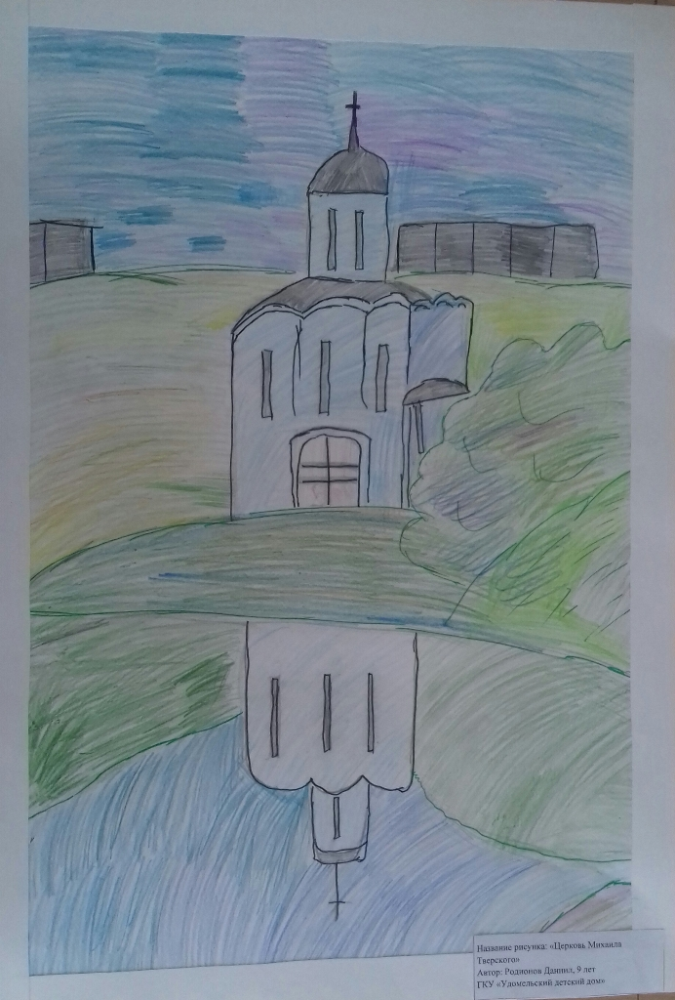 Название рисунка: «Церковь Михаила
Тверского»
Автор: Родионов Даниил, 9 лет
ГКУ «Удомельский детский дом»